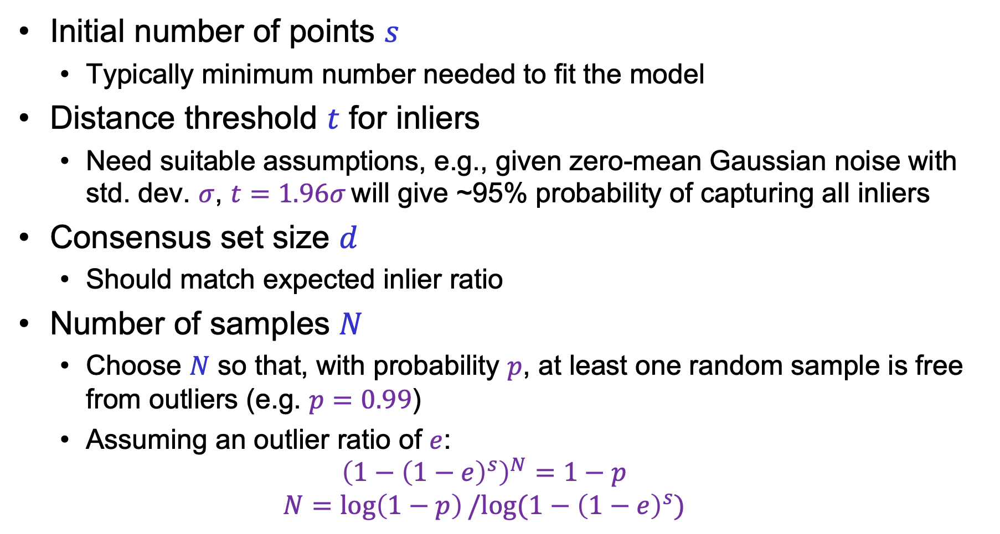 • Initial number of points s
• Typically minimum number needed to fit the model
• Distance threshold t for inliers
• Need suitable assumptions, e.g., given zero-mean Gaussian noise with
std. dev. σ, t = 1.96σ will give ~95% probability of capturing all inliers
• Consensus set size d
• Should match expected inlier ratio
• Number of samples N
• Choose N so that, with probability p, at least one random sample is free
from outliers (e.g. p = 0.99)
• Assuming an outlier ratio of e:
(1 − (1 − e)^s)^N = 1 − p
N = log(1 − p) /log(1 − (1 − e)^s)